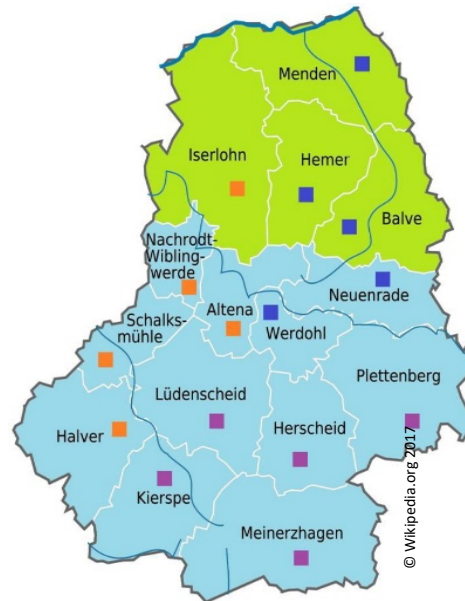 Menden
Iserlohn
Hemer
Balve
Nachrodt-
Wibling-
werde
Neuenrade
Altena
Schalks-
mühle
Werdohl
Plettenberg
Lüdenscheid
Herscheid
Halver
Kierspe
Meinerzhagen
© Wikipedia.org 2017